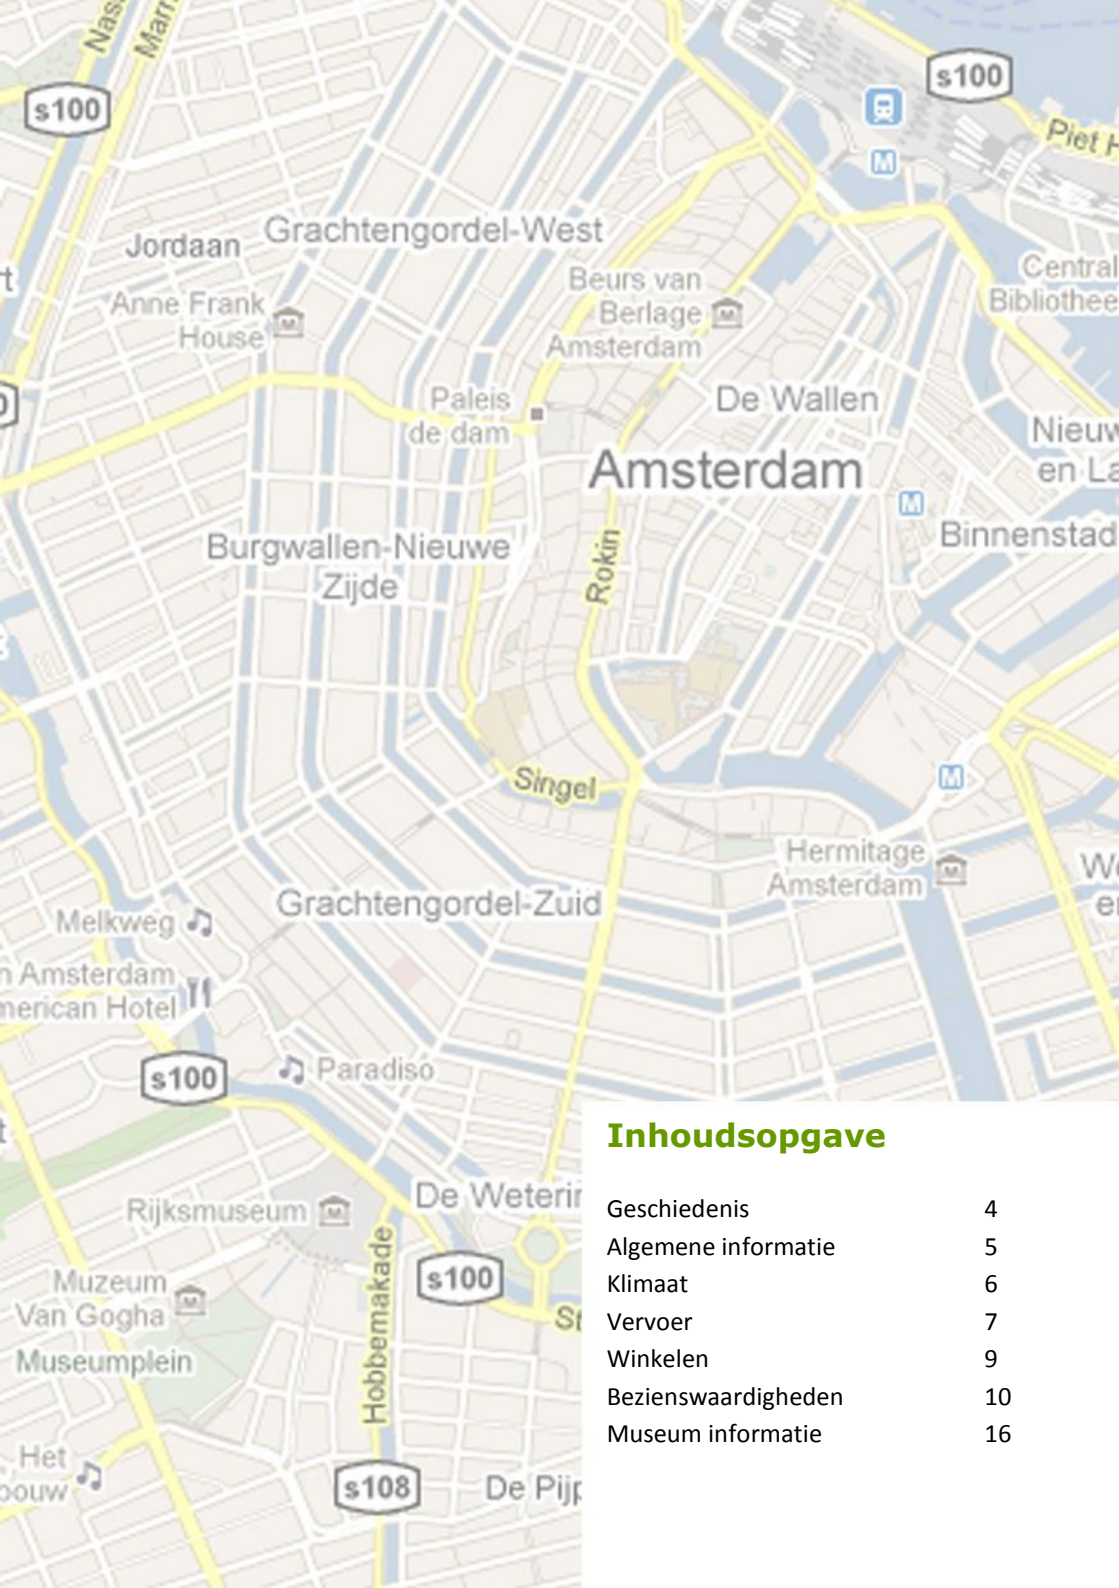 s100
s100
Piet H
Grachtengordel-West
Jordaan
Beurs van
Berlage
Amsterdam
Central
Bibliothee
Anne Frank
House
Paleis
de dam
De Wallen
Nieuw
en La
Amsterdam
Binnenstad
Burgwallen-Nieuwe
Zijde
Rokin
Singel
Hermitage
Amsterdam
Grachtengordel-Zuid
Melkweg
n Amsterdam
merican Hotel
s100
Paradiso
De Weterin
Rijksmuseum
s100
Muzeum
Van Gogha
Museumplein
Hobbemakade
Het
bouw
s108
De Pijp
Inhoudsopgave
Geschiedenis 4
Algemene informatie 5
Klimaat 6
Vervoer 7
Winkelen 9
Bezienswaardigheden 10
Museum informatie 16